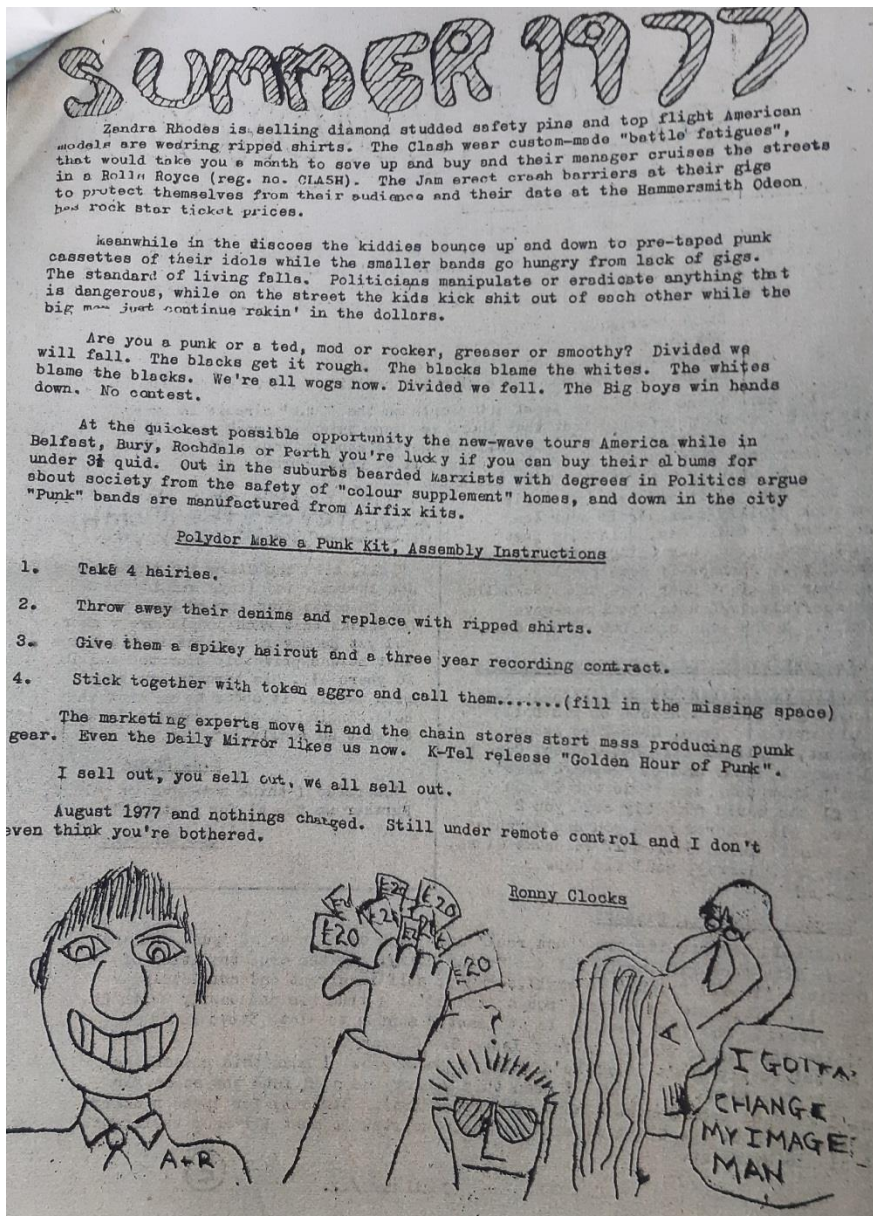 SUMMER 1977
Zandra Rhodes is selling diamond studded safety pins and top flight American
models are wearing ripped shirts. The Clash wear custom-made "battle fatigues",
that would take you a month to save up and buy and their manager cruises the streets
in a Rolls Royce (reg. no. CLASH). The Jam erect crash barriers at their gigs
to protect themselves from their audience and their date at the Hammersmith Odeon
had rock star ticket prices.
Meanwhile in the discoes the kiddies bounce up and down to pre-taped punk
cassettes of their idols while the smaller bands go hungry from lack of gigs.
The standard of living falls. Politicians manipulate or eradicate anything that
is dangerous, while on the street the kids kick shit out of each other while the
big men just continue rakin' in the dollars.
Are you a punk or a ted, mod or rocker, greaser or smoothy? Divided we
will fall. The blacks get it rough. The blacks blame the whites. The whites
blame the blacks. We're all wogs now. Divided we fell. The Big boys win hands
down. No contest.
At the quickest possible opportunity the new-wave tours America while in
Belfast, Bury, Rochdale or Perth you're lucky if you can buy their albums for
under 3½ quid. Out in the suburbs bearded Marxists with degrees in Politics argue
about society from the safety of "colour supplement" homes, and down in the city
"Punk" bands are manufactured from Airfix kits.
Polydor Make a Punk Kit, Assembly Instructions
1. Take 4 hairies.
2. Throw away their denims and replace with ripped shirts.
3. Give them a spikey haircut and a three year recording contract.
4. Stick together with token aggro and call them.......(fill in the missing space)
The marketing experts move in and the chain stores start mass producing punk
gear. Even the Daily Mirror likes us now. K-Tel release "Golden Hour of Punk".
I sell out, you sell out, we all sell out.
August 1977 and nothings changed. Still under remote control and I don't
even think you're bothered.
Ronny Clocks
£20
£20
£20
£20
£20
?
A+R
I GOTTA
CHANGE
MY IMAGE
MAN